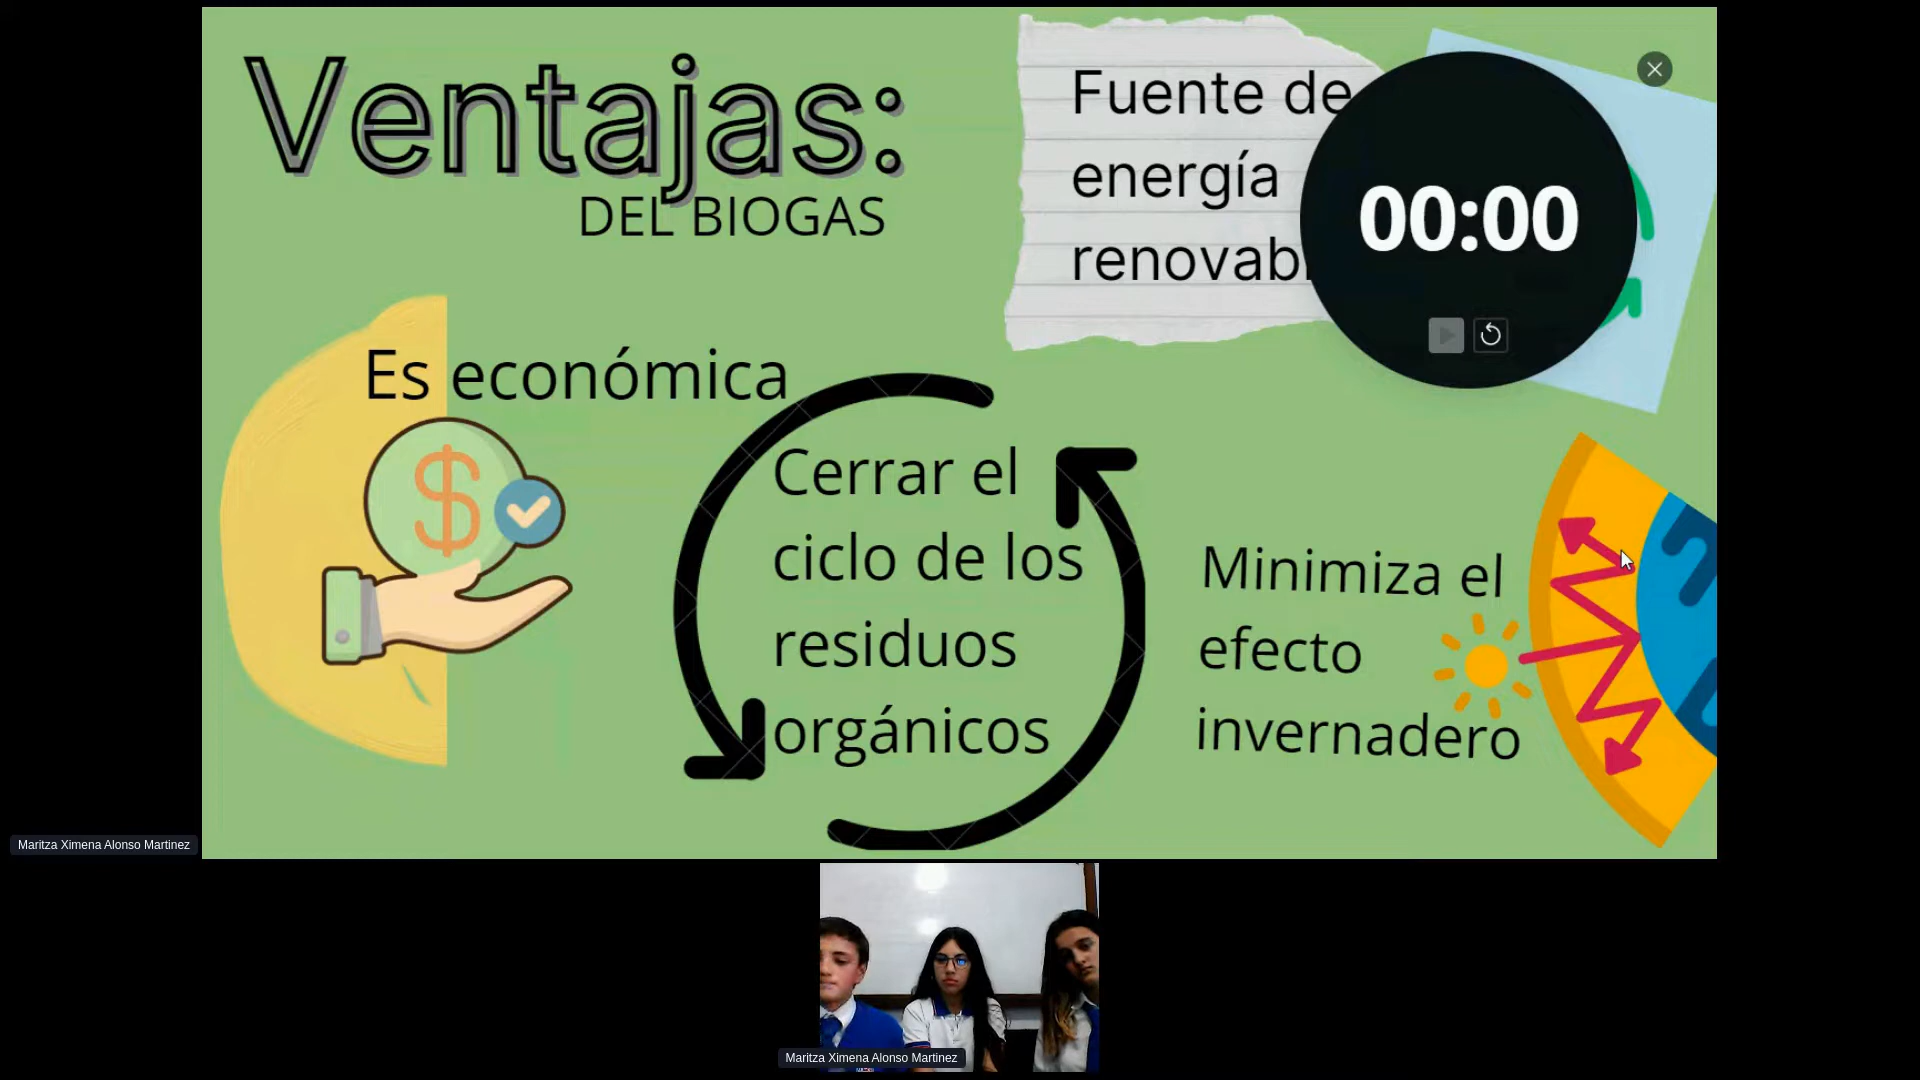 Ventajas:
DEL BIOGAS
Fuente de
energía
renovab
00:00
Es económica
Cerrar el
ciclo de los
residuos
orgánicos
Minimiza el
efecto
invernadero
Maritza Ximena Alonso Martinez
Maritza Ximena Alonso Martinez